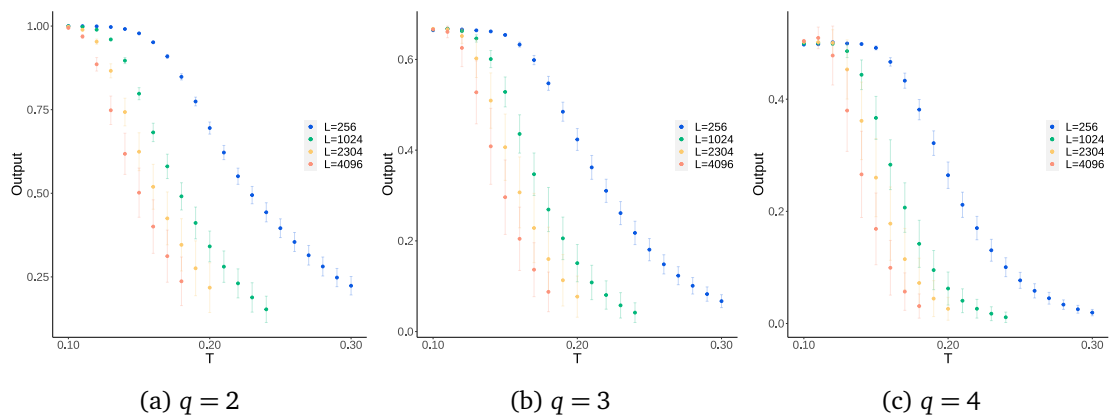 1.00
0.75
0.50
0.25
Output
0.10
0.20
0.30
T
L=256
L=1024
L=2304
L=4096
(a) q = 2
0.6
0.4
0.2
0.0
Output
0.10
0.20
0.30
T
L=256
L=1024
L=2304
L=4096
(b) q = 3
0.4
0.2
0.0
Output
0.10
0.20
0.30
T
L=256
L=1024
L=2304
L=4096
(c) q = 4